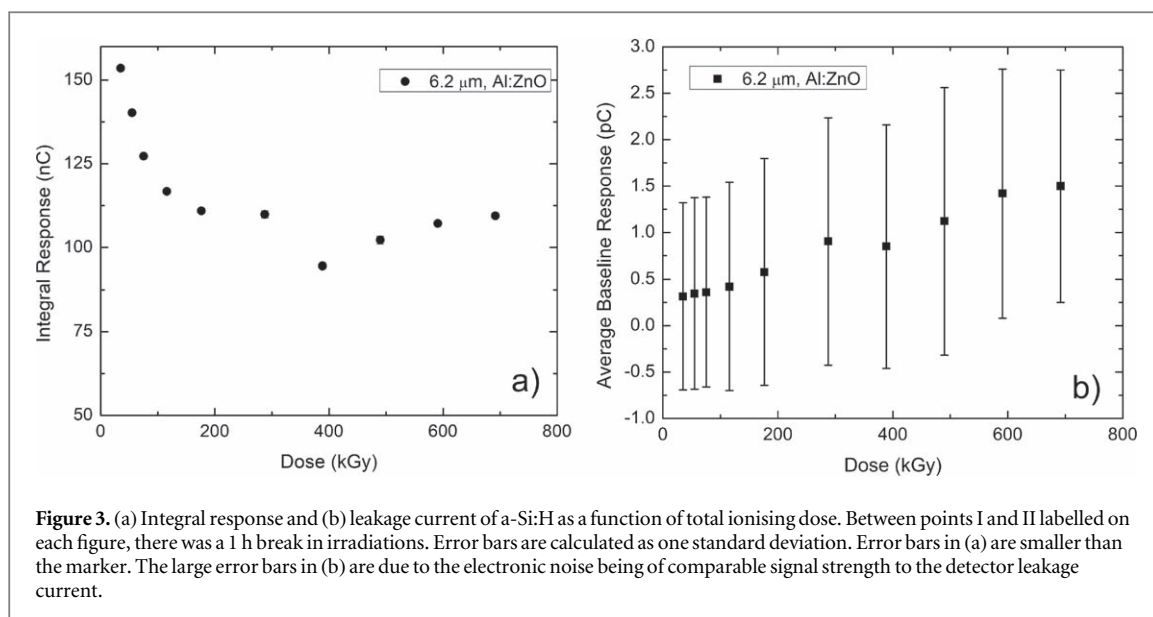 150
125
100
75
50
Integral Response (nC)
6.2 μm, Al:ZnO
a)
0
200
400
600
800
Dose (kGy)
3.0
2.5
2.0
1.5
1.0
0.5
0.0
-0.5
-1.0
Average Baseline Response (pC)
6.2 μm, Al:ZnO
b)
0
200
400
600
800
Dose (kGy)
Figure 3. (a) Integral response and (b) leakage current of a-Si:H as a function of total ionising dose. Between points I and II labelled on
each figure, there was a 1 h break in irradiations. Error bars are calculated as one standard deviation. Error bars in (a) are smaller than
the marker. The large error bars in (b) are due to the electronic noise being of comparable signal strength to the detector leakage
current.